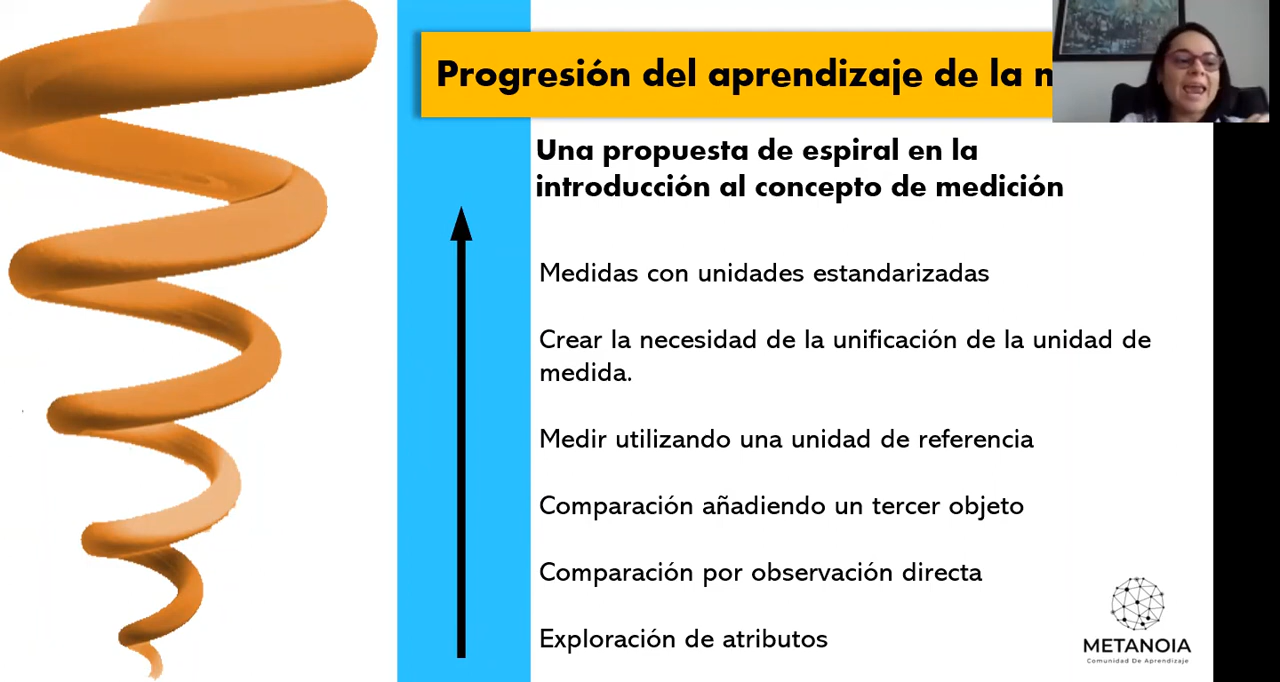 Progresión del aprendizaje de la
Una propuesta de espiral en la
introducción al concepto de medición
Medidas con unidades estandarizadas
Crear la necesidad de la unificación de la unidad de
medida.
Medir utilizando una unidad de referencia
Comparación añadiendo un tercer objeto
Comparación por observación directa
Exploración de atributos
METANOIA
Comunidad De Aprendizaje